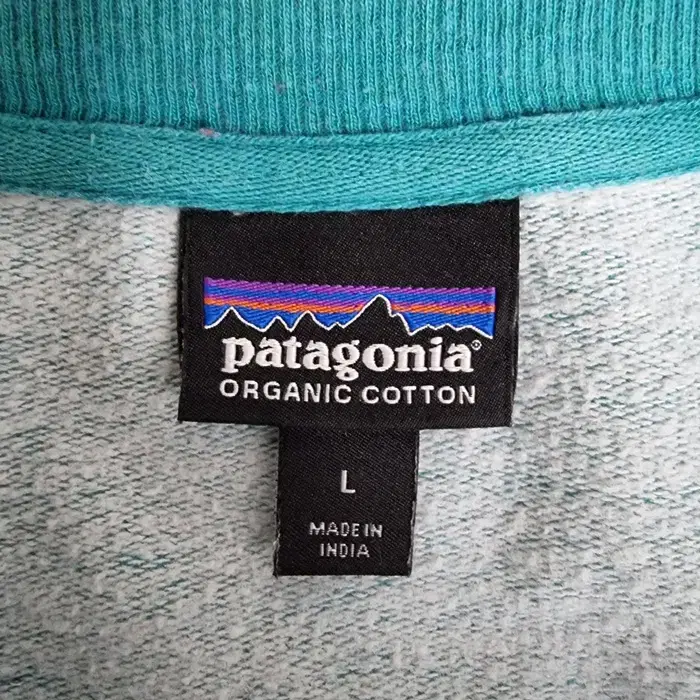 patagonia®
ORGANIC COTTON
L
MADE IN
INDIA